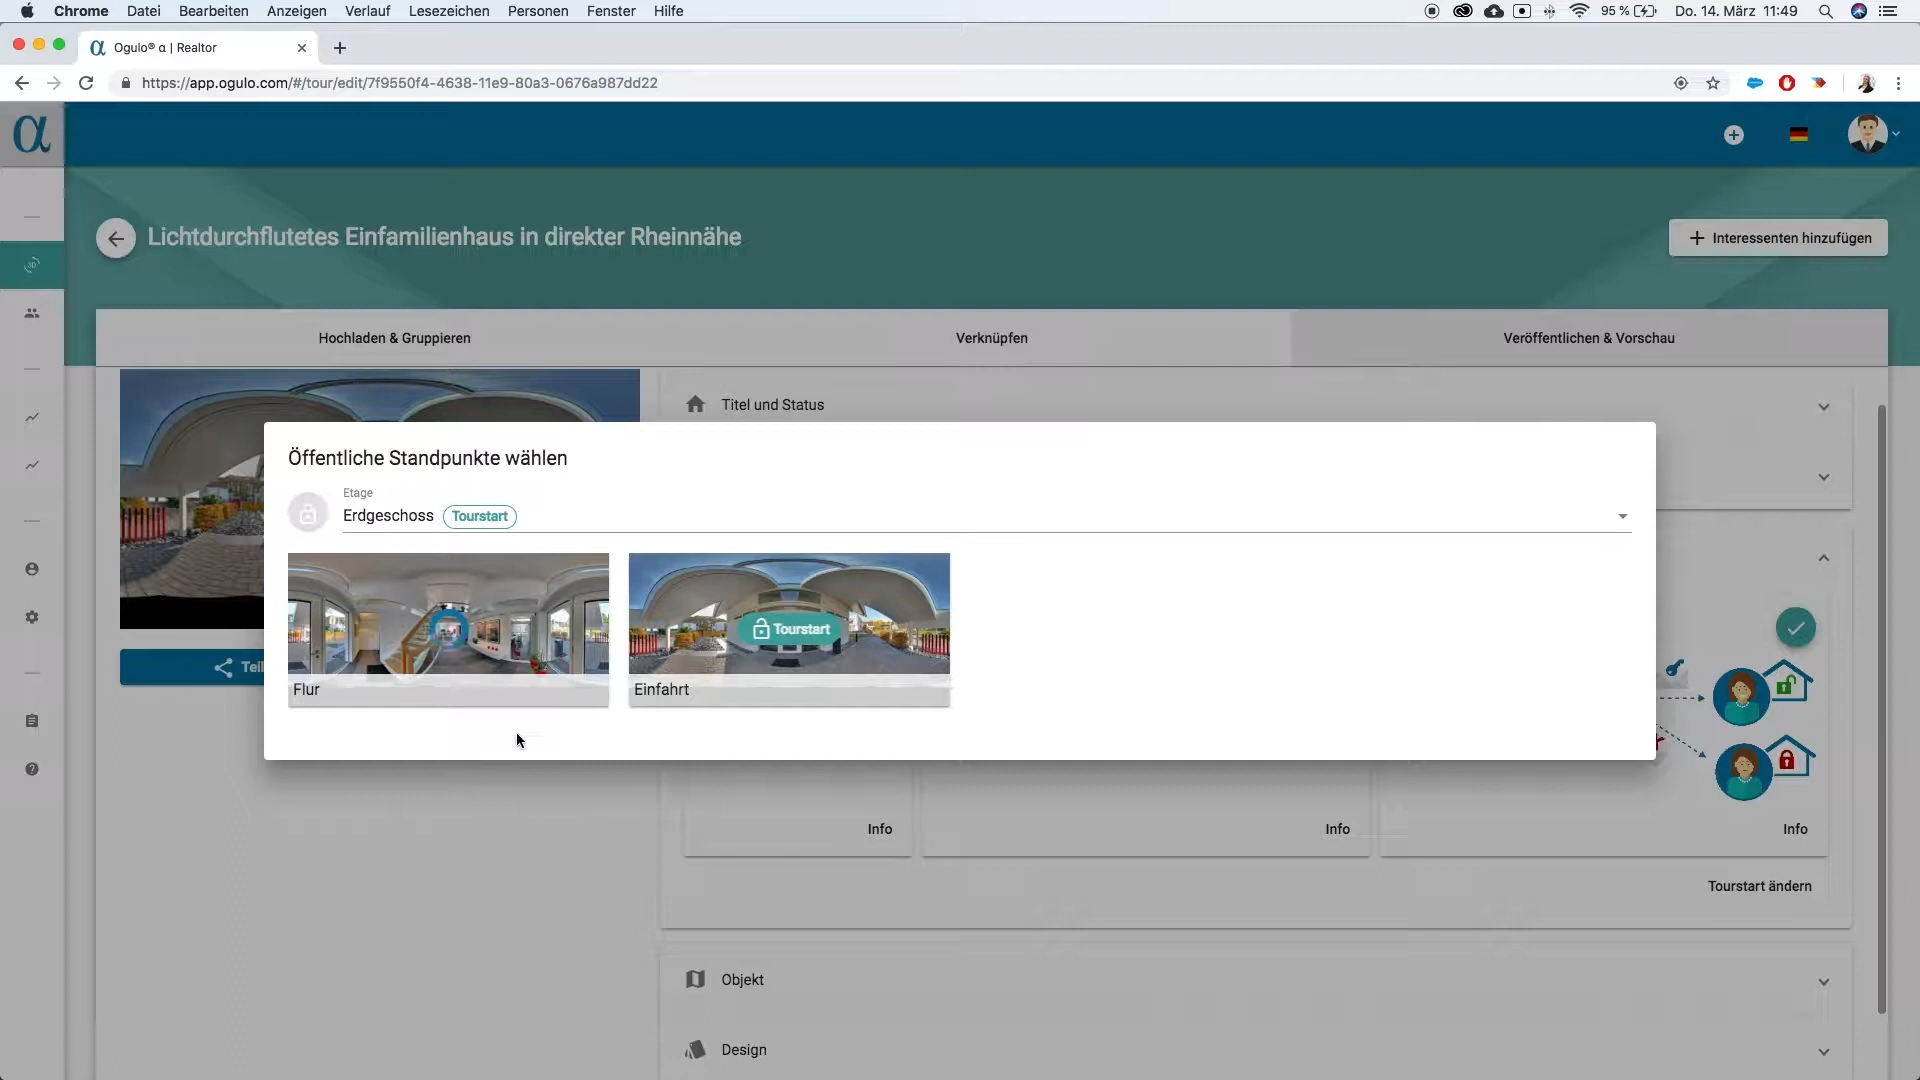 Chrome Datei Bearbeiten Anzeigen Verlauf Lesezeichen Personen Fenster Hilfe 95 % Do. 14. März 11:49
α Ogulo® α | Realtor
https://app.ogulo.com/#/tour/edit/7f9550f4-4638-11e9-80a3-0676a987dd22
α
Lichtdurchflutetes Einfamilienhaus in direkter Rheinnähe
Interessenten hinzufügen
Hochladen & Gruppieren Verknüpfen Veröffentlichen & Vorschau
Titel und Status
Öffentliche Standpunkte wählen
Etage
Erdgeschoss Tourstart
Tourstart
Teil
Flur Einfahrt
Info Info Info
Tourstart ändern
Objekt
Design